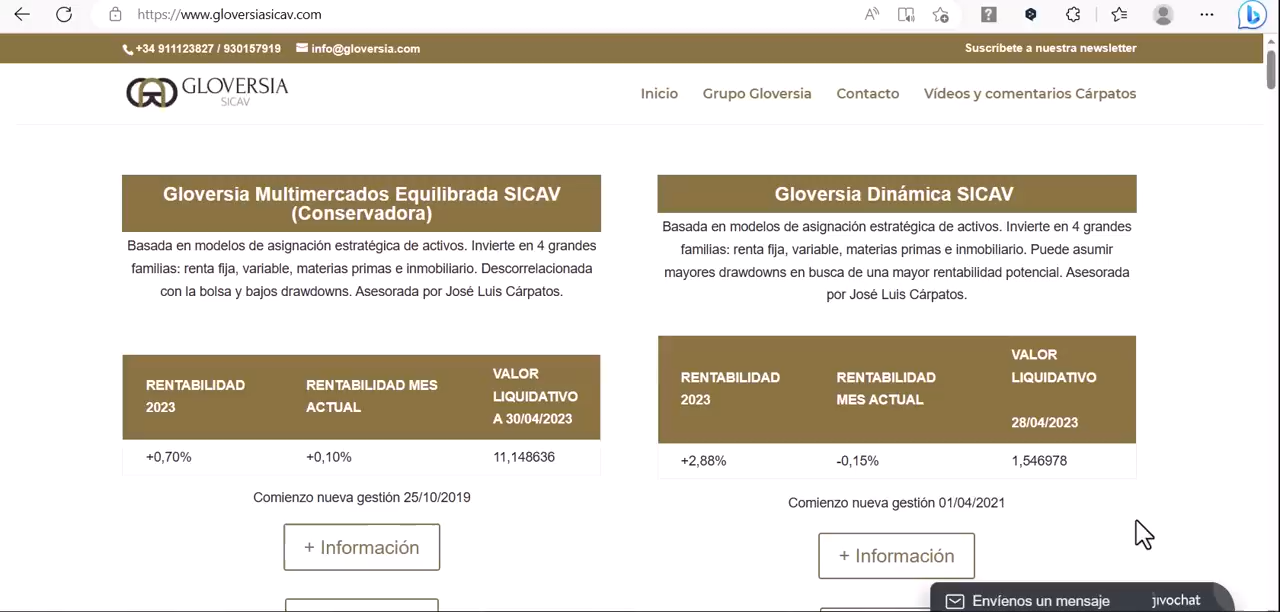 https://www.gloversiasicav.com
+34 911123827 / 930157919 info@gloversia.com Suscríbete a nuestra newsletter
GLOVERSIA
SICAV
Inicio Grupo Gloversia Contacto Vídeos y comentarios Cárpatos
Gloversia Multimercados Equilibrada SICAV
(Conservadora)
Basada en modelos de asignación estratégica de activos. Invierte en 4 grandes
familias: renta fija, variable, materias primas e inmobiliario. Descorrelacionada
con la bolsa y bajos drawdowns. Asesorada por José Luis Cárpatos.
RENTABILIDAD
2023
RENTABILIDAD MES
ACTUAL
VALOR
LIQUIDATIVO
A 30/04/2023
+0,70% +0,10% 11,148636
Comienzo nueva gestión 25/10/2019
+ Información
Gloversia Dinámica SICAV
Basada en modelos de asignación estratégica de activos. Invierte en 4 grandes
familias: renta fija, variable, materias primas e inmobiliario. Puede asumir
mayores drawdowns en busca de una mayor rentabilidad potencial. Asesorada
por José Luis Cárpatos.
RENTABILIDAD
2023
RENTABILIDAD
MES ACTUAL
VALOR
LIQUIDATIVO
28/04/2023
+2,88% -0,15% 1,546978
Comienzo nueva gestión 01/04/2021
+ Información
Envíenos un mensaje jivochat